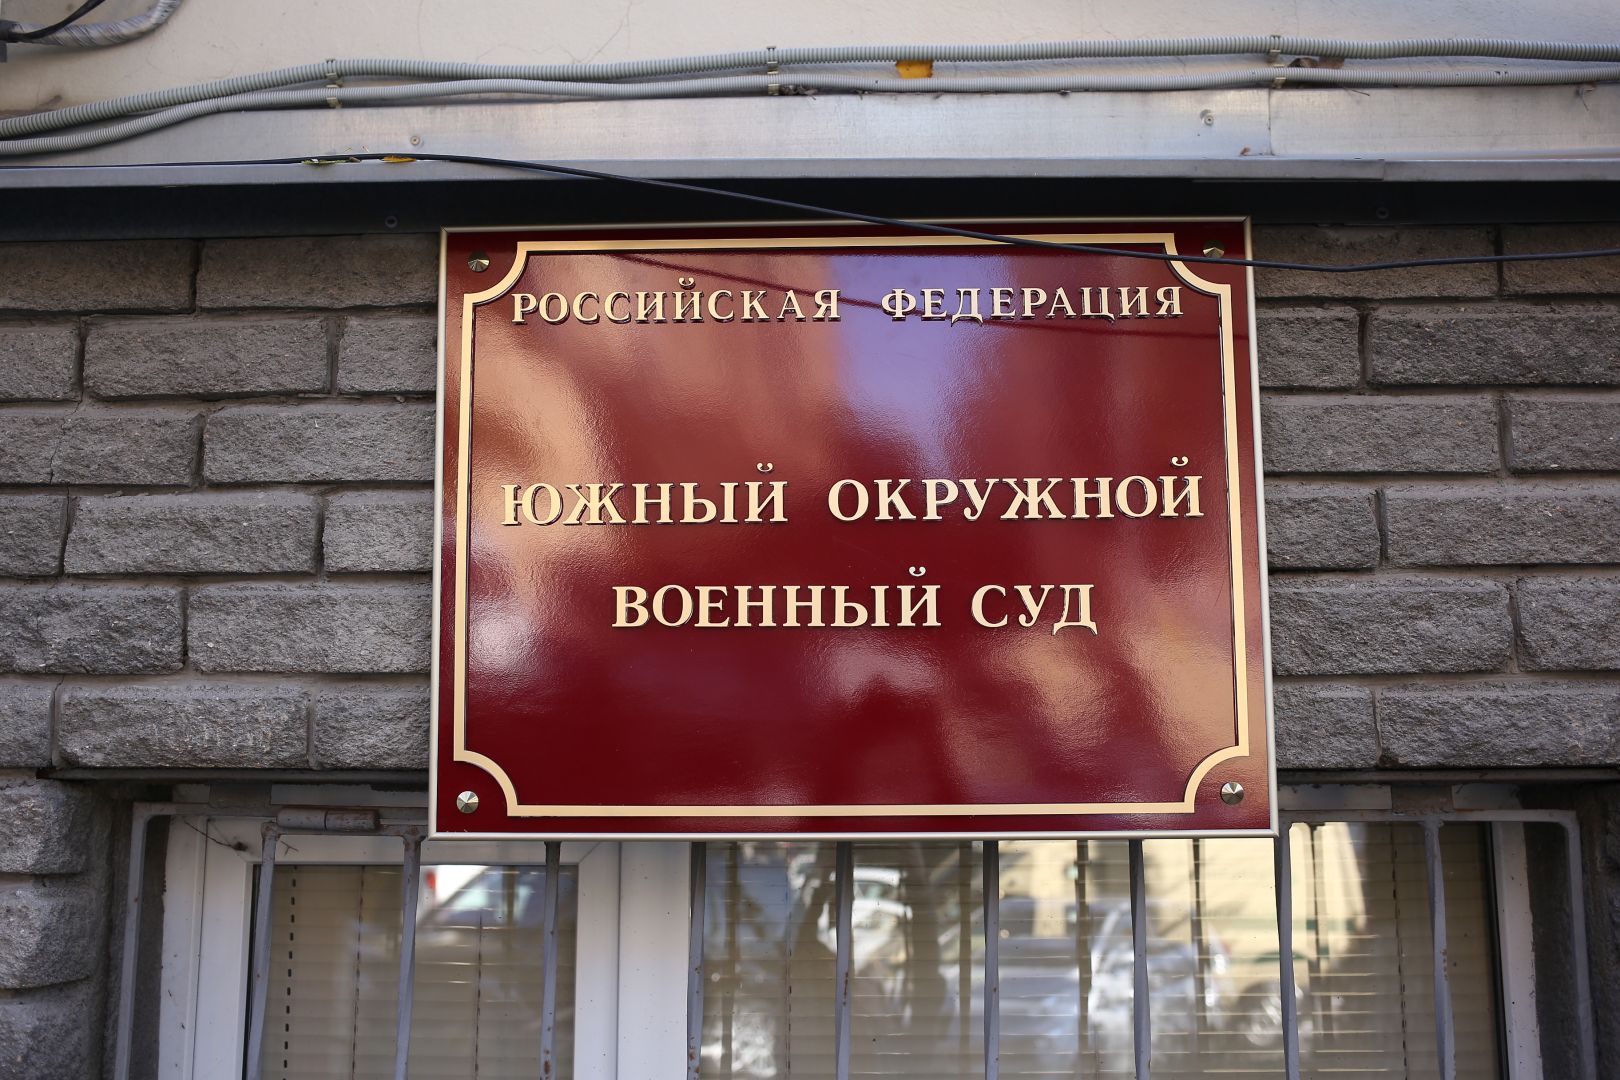 РОССИЙСКАЯ ФЕДЕРАЦИЯ
ЮЖНЫЙ ОКРУЖНОЙ
ВОЕННЫЙ СУД